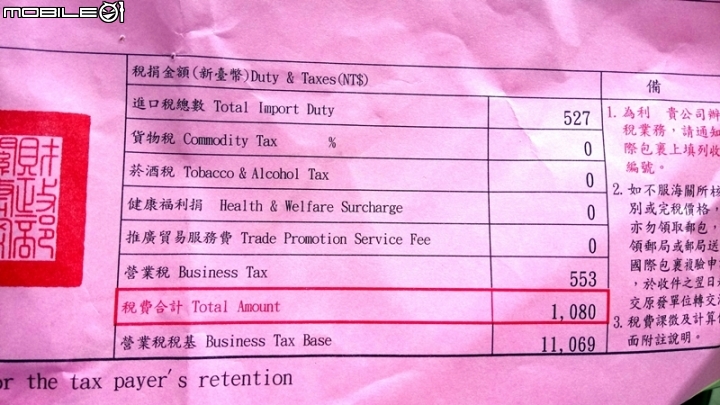 MOBILE01
稅捐金額(新臺幣)Duty & Taxes(NT$)
進口稅總數 Total Import Duty 527
貨物稅 Commodity Tax % 0
菸酒稅 Tobacco & Alcohol Tax 0
健康福利捐 Health & Welfare Surcharge 0
推廣貿易服務費 Trade Promotion Service Fee 0
營業稅 Business Tax 553
稅費合計 Total Amount 1,080
營業稅稅基 Business Tax Base 11,069
or the tax payer's retention
備
1. 為利 貴公司辦
稅業務，請通知
際包裹上填列收
編號。
2. 如不服海關所核
別或完稅價格，
亦勿領取郵包，
領郵局或郵局送
國際包裹複驗申
，於收件之翌日
交原發單位轉交
3. 稅費課徵及計算
面附註說明。
財政部